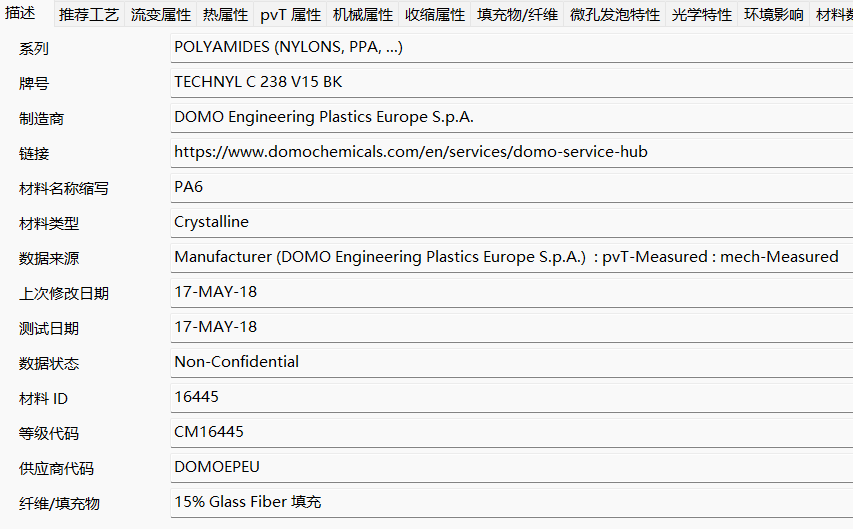 描述 推荐工艺 流变属性 热属性 pvT 属性 机械属性 收缩属性 填充物/纤维 微孔发泡特性 光学特性 环境影响 材料数
系列 POLYAMIDES (NYLONS, PPA, ...)
牌号 TECHNYL C 238 V15 BK
制造商 DOMO Engineering Plastics Europe S.p.A.
链接 https://www.domochemicals.com/en/services/domo-service-hub
材料名称缩写 PA6
材料类型 Crystalline
数据来源 Manufacturer (DOMO Engineering Plastics Europe S.p.A.) : pvT-Measured : mech-Measured
上次修改日期 17-MAY-18
测试日期 17-MAY-18
数据状态 Non-Confidential
材料 ID 16445
等级代码 CM16445
供应商代码 DOMOEPEU
纤维/填充物 15% Glass Fiber 填充